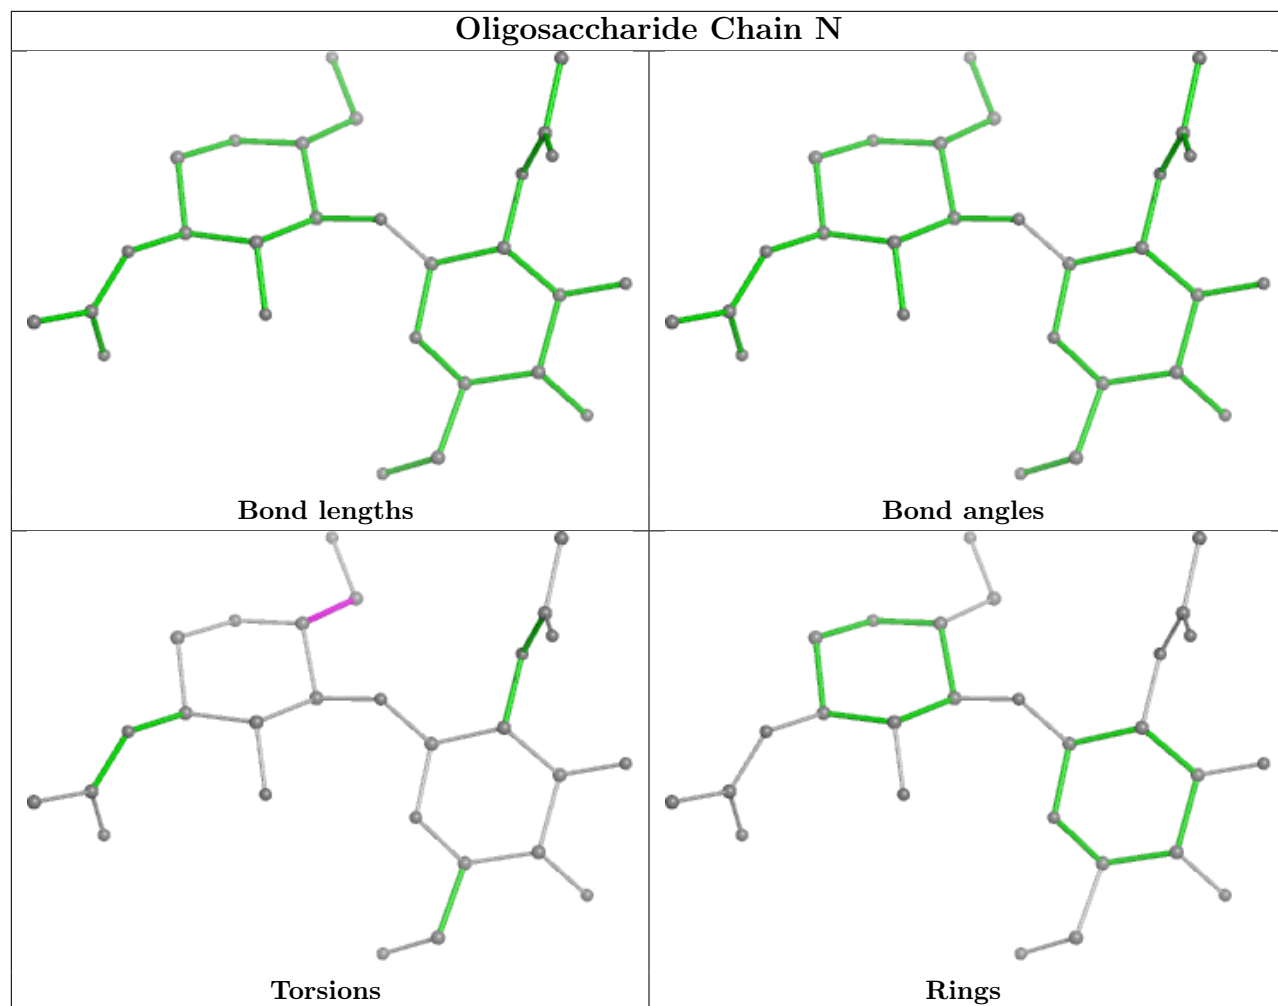 Oligosaccharide Chain N
Bond lengths
Bond angles
Torsions
Rings